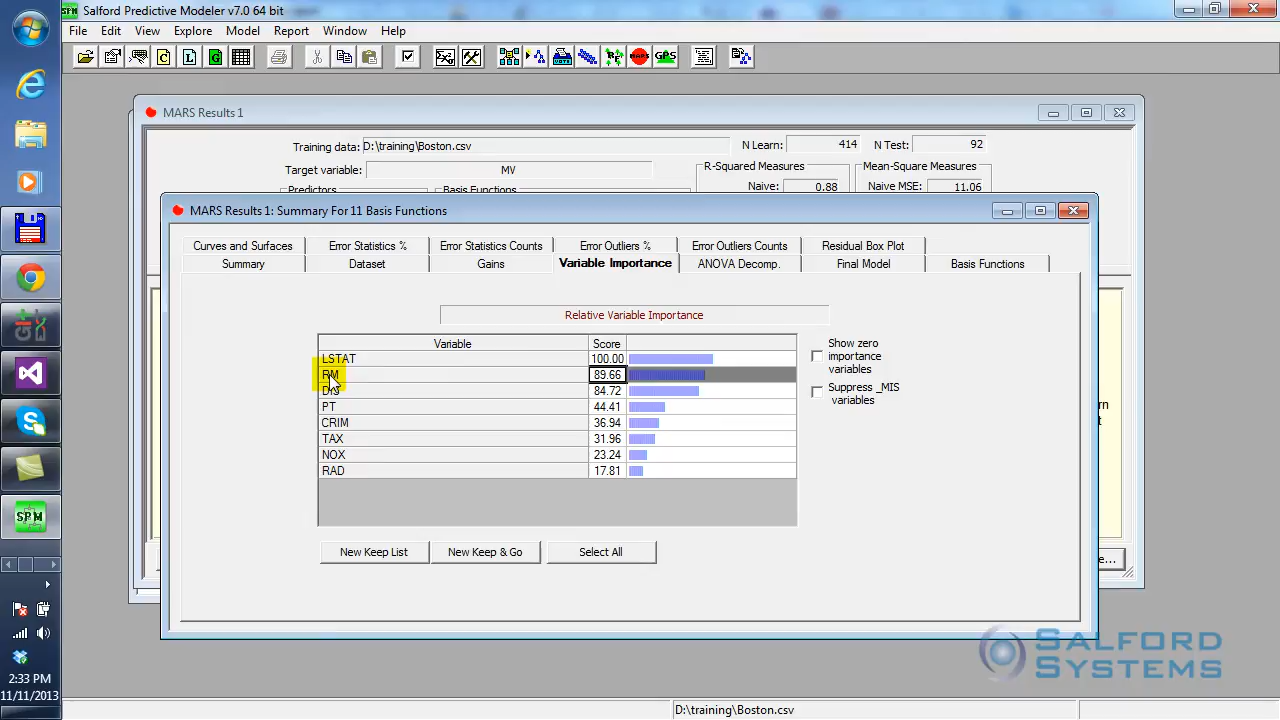 Salford Predictive Modeler v7.0 64 bit
File Edit View Explore Model Report Window Help
MARS Results 1
Training data: D:\training\Boston.csv N Learn: 414 N Test: 92
Target variable: MV R-Squared Measures Mean-Square Measures
Predictors Basis Functions Naive: 0.88 Naive MSE: 11.06
MARS Results 1: Summary For 11 Basis Functions
Curves and Surfaces Error Statistics % Error Statistics Counts Error Outliers % Error Outliers Counts Residual Box Plot
Summary Dataset Gains Variable Importance ANOVA Decomp. Final Model Basis Functions
Relative Variable Importance
Variable Score
LSTAT 100.00
RM 89.66
DIS 84.72
PT 44.41
CRIM 36.94
TAX 31.96
NOX 23.24
RAD 17.81
Show zero
importance
variables
Suppress _MIS
variables
New Keep List New Keep & Go Select All
e...
SPM
2:33 PM
11/11/2013
SALFORD
SYSTEMS
D:\training\Boston.csv